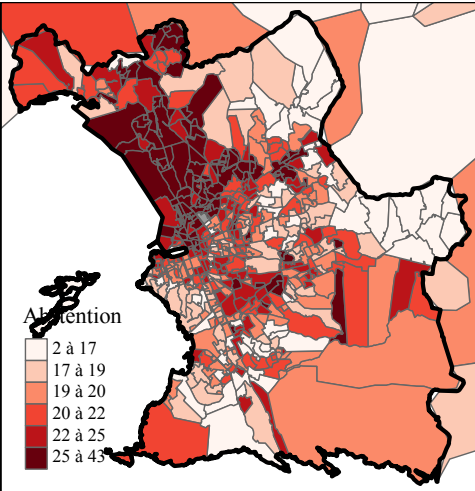 Abstention
2 à 17
17 à 19
19 à 20
20 à 22
22 à 25
25 à 43